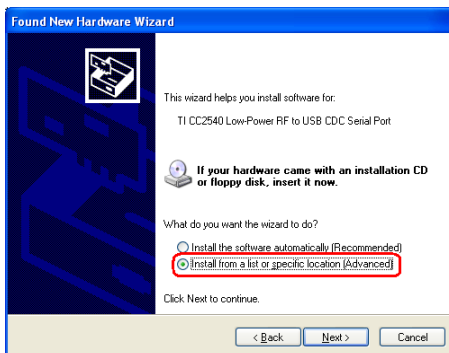 Found New Hardware Wizard
This wizard helps you install software for:
TI CC2540 Low-Power RF to USB CDC Serial Port
If your hardware came with an installation CD
or floppy disk, insert it now.
What do you want the wizard to do?
Install the software automatically (Recommended)
Install from a list or specific location (Advanced)
Click Next to continue.
< Back Next > Cancel